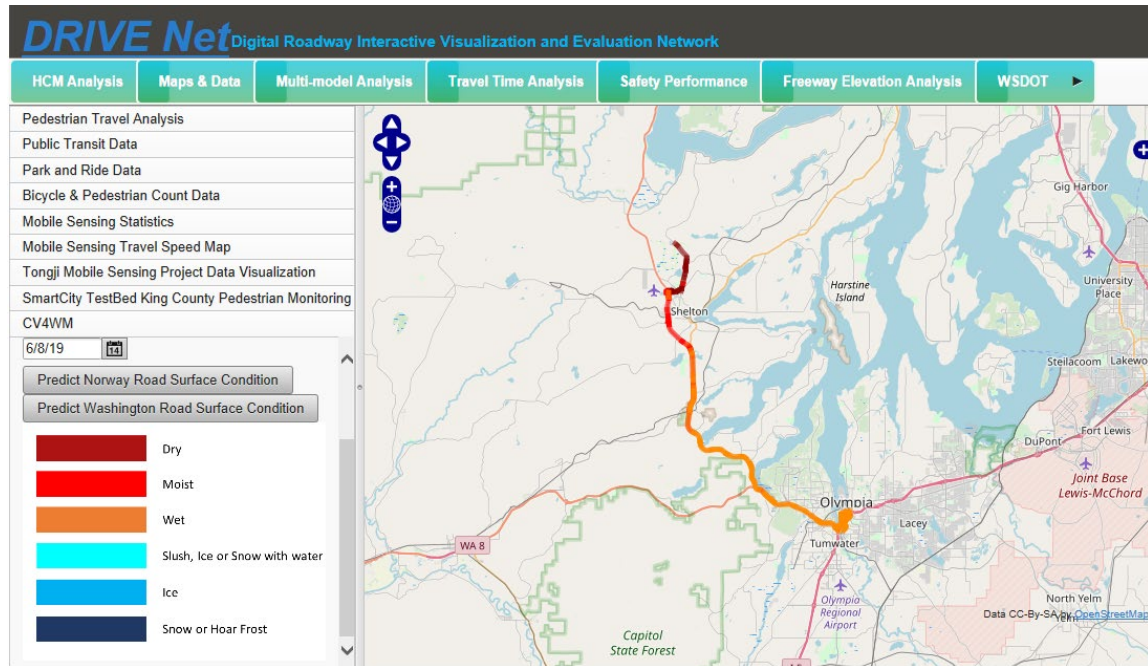 DRIVE Net Digital Roadway Interactive Visualization and Evaluation Network
HCM Analysis
Maps & Data
Multi-model Analysis
Travel Time Analysis
Safety Performance
Freeway Elevation Analysis
WSDOT
Pedestrian Travel Analysis
Public Transit Data
Park and Ride Data
Bicycle & Pedestrian Count Data
Mobile Sensing Statistics
Mobile Sensing Travel Speed Map
Tongji Mobile Sensing Project Data Visualization
SmartCity TestBed King County Pedestrian Monitoring
CV4WM
6/8/19
14
Predict Norway Road Surface Condition
Predict Washington Road Surface Condition
Dry
Moist
Wet
Slush, Ice or Snow with water
Ice
Snow or Hoar Frost
Gig Harbor
University
Place
Harstine
Island
Shelton
Steilacoom
Lakewo
Fort Lewis
DuPont
Joint Base
Lewis-McChord
Olympia
Lacey
Tumwater
WA 8
Olympia
Regional
Airport
North Yelm
Yelm
Data CC-By-SA by OpenStreetMap
Capitol
State Forest